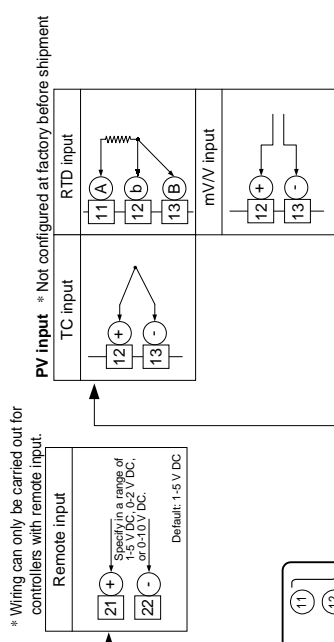 * Wiring can only be carried out for
controllers with remote input.
Remote input
21 +
22 -
Specify in a range of
1-5 V DC, 0-2 V DC,
or 0-10 V DC.
Default: 1-5 V DC
PV input * Not configured at factory before shipment
TC input
12 +
13 -
RTD input
11 A
12 b
13 B
mV/V input
12 +
13 -
11